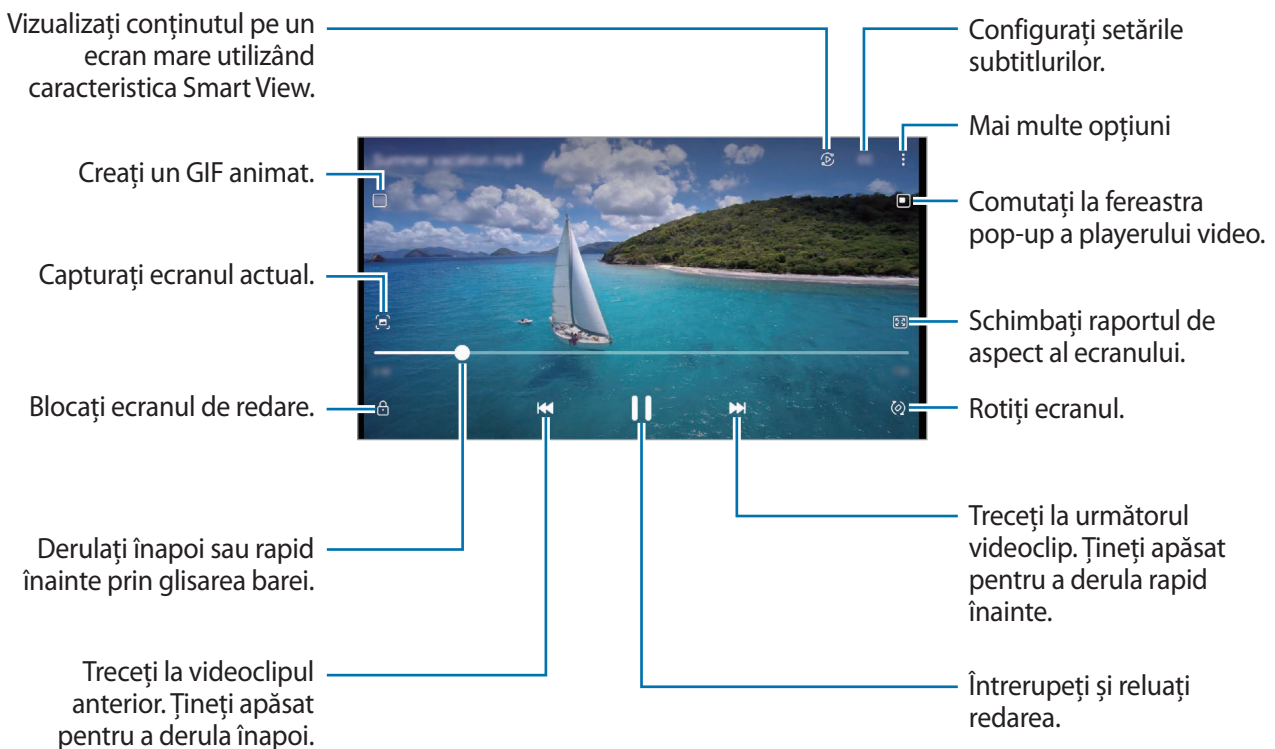 Vizualizați conținutul pe un
ecran mare utilizând
caracteristica Smart View.
Creați un GIF animat.
Capturați ecranul actual.
Blocați ecranul de redare.
Derulați înapoi sau rapid
înainte prin glisarea barei.
Treceți la videoclipul
anterior. Țineți apăsat
pentru a derula înapoi.
Configurați setările
subtitlurilor.
Mai multe opțiuni
Comutați la fereastra
pop-up a playerului video.
Schimbați raportul de
aspect al ecranului.
Rotiți ecranul.
Treceți la următorul
videoclip. Țineți apăsat
pentru a derula rapid
înainte.
Întrerupeți și reluați
redarea.